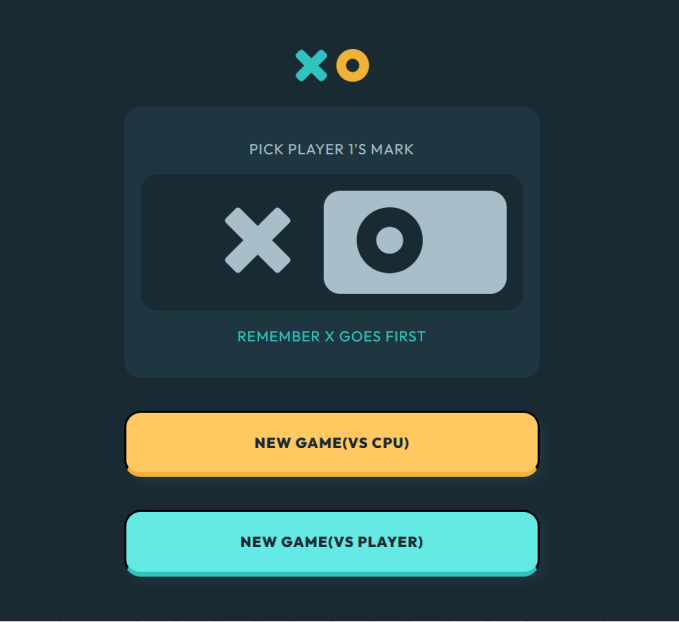 PICK PLAYER 1'S MARK
REMEMBER X GOES FIRST
NEW GAME(VS CPU)
NEW GAME(VS PLAYER)